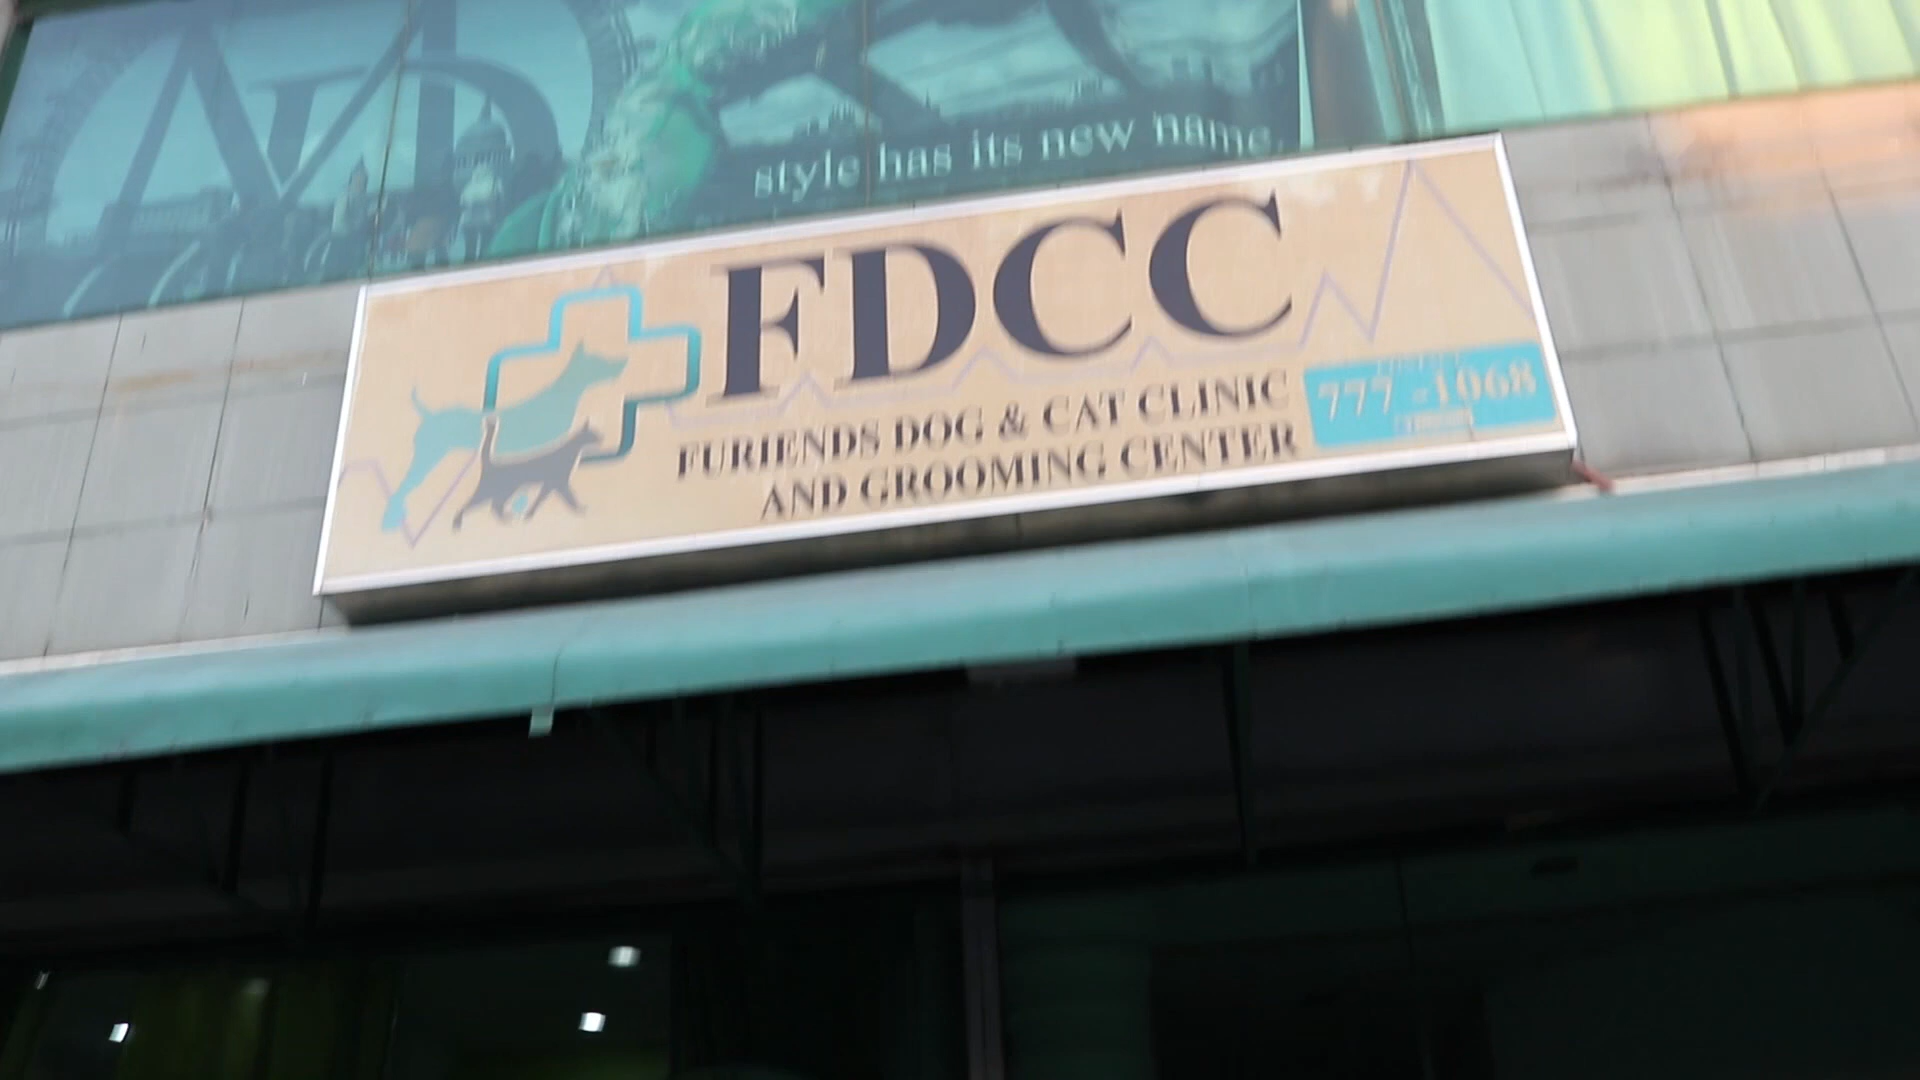 style has its new name.
FDCC
FURIENDS DOG & CAT CLINIC
AND GROOMING CENTER
777-1068